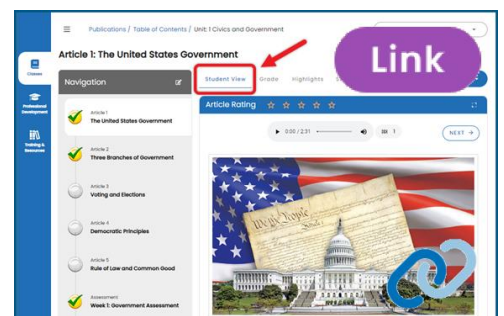 Publications / Table of Contents / Unit: 1 Civics and Government
Article 1: The United States Government
Link
Classes
Professional Development
Training & Resources
Navigation
Student View
Grade
Highlights
Article Rating
0:00 / 2:31
1
NEXT →
Article 1
The United States Government
Article 2
Three Branches of Government
Article 3
Voting and Elections
Article 4
Democratic Principles
Article 5
Rule of Law and Common Good
Assessment
Week 1: Government Assessment
We the People